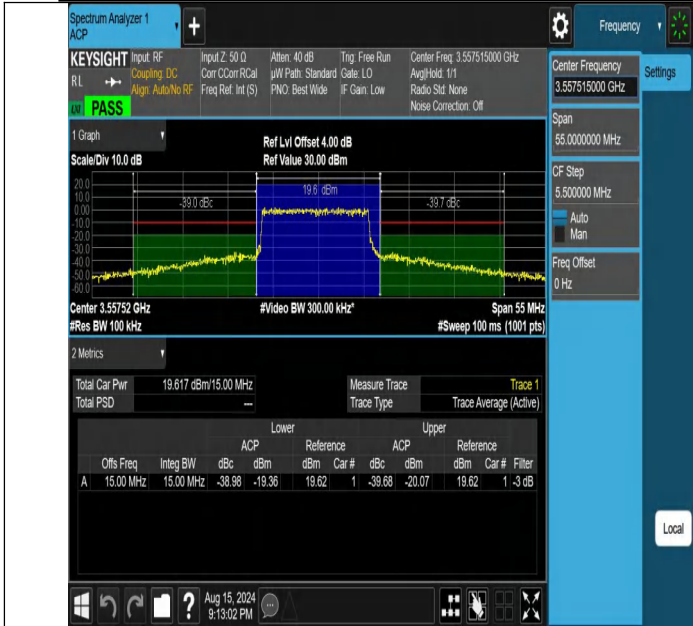 Spectrum Analyzer 1
ACP
+
Frequency
KEYSIGHT
RL
PASS
Input: RF
Coupling: DC
Align: Auto/No RF
Input Z: 50 Ω
Corr CCorr RCal
Freq Ref: Int (S)
Atten: 40 dB
µW Path: Standard
PNO: Best Wide
Trig: Free Run
Gate: LO
IF Gain: Low
Center Freq: 3.557515000 GHz
Avg|Hold: 1/1
Radio Std: None
Noise Correction: Off
Center Frequency
3.557515000 GHz
Settings
Span
55.0000000 MHz
CF Step
5.500000 MHz
Auto
Man
Freq Offset
0 Hz
1 Graph
Scale/Div 10.0 dB
Ref Lvl Offset 4.00 dB
Ref Value 30.00 dBm
20.0
10.0
0.00
-10.0
-20.0
-30.0
-40.0
-50.0
-60.0
-39.0 dBc
19.6 dBm
-39.7 dBc
Center 3.55752 GHz
#Video BW 300.00 kHz*
Span 55 MHz
#Res BW 100 kHz
#Sweep 100 ms (1001 pts)
2 Metrics
Total Car Pwr 19.617 dBm/15.00 MHz
Total PSD ---
Measure Trace Trace 1
Trace Type Trace Average (Active)
Lower Upper
ACP Reference ACP Reference
Offs Freq Integ BW dBc dBm dBm Car # dBc dBm dBm Car # Filter
A 15.00 MHz 15.00 MHz -38.98 -19.36 19.62 1 -39.68 -20.07 19.62 1 -3 dB
Local
?
Aug 15, 2024
9:13:02 PM